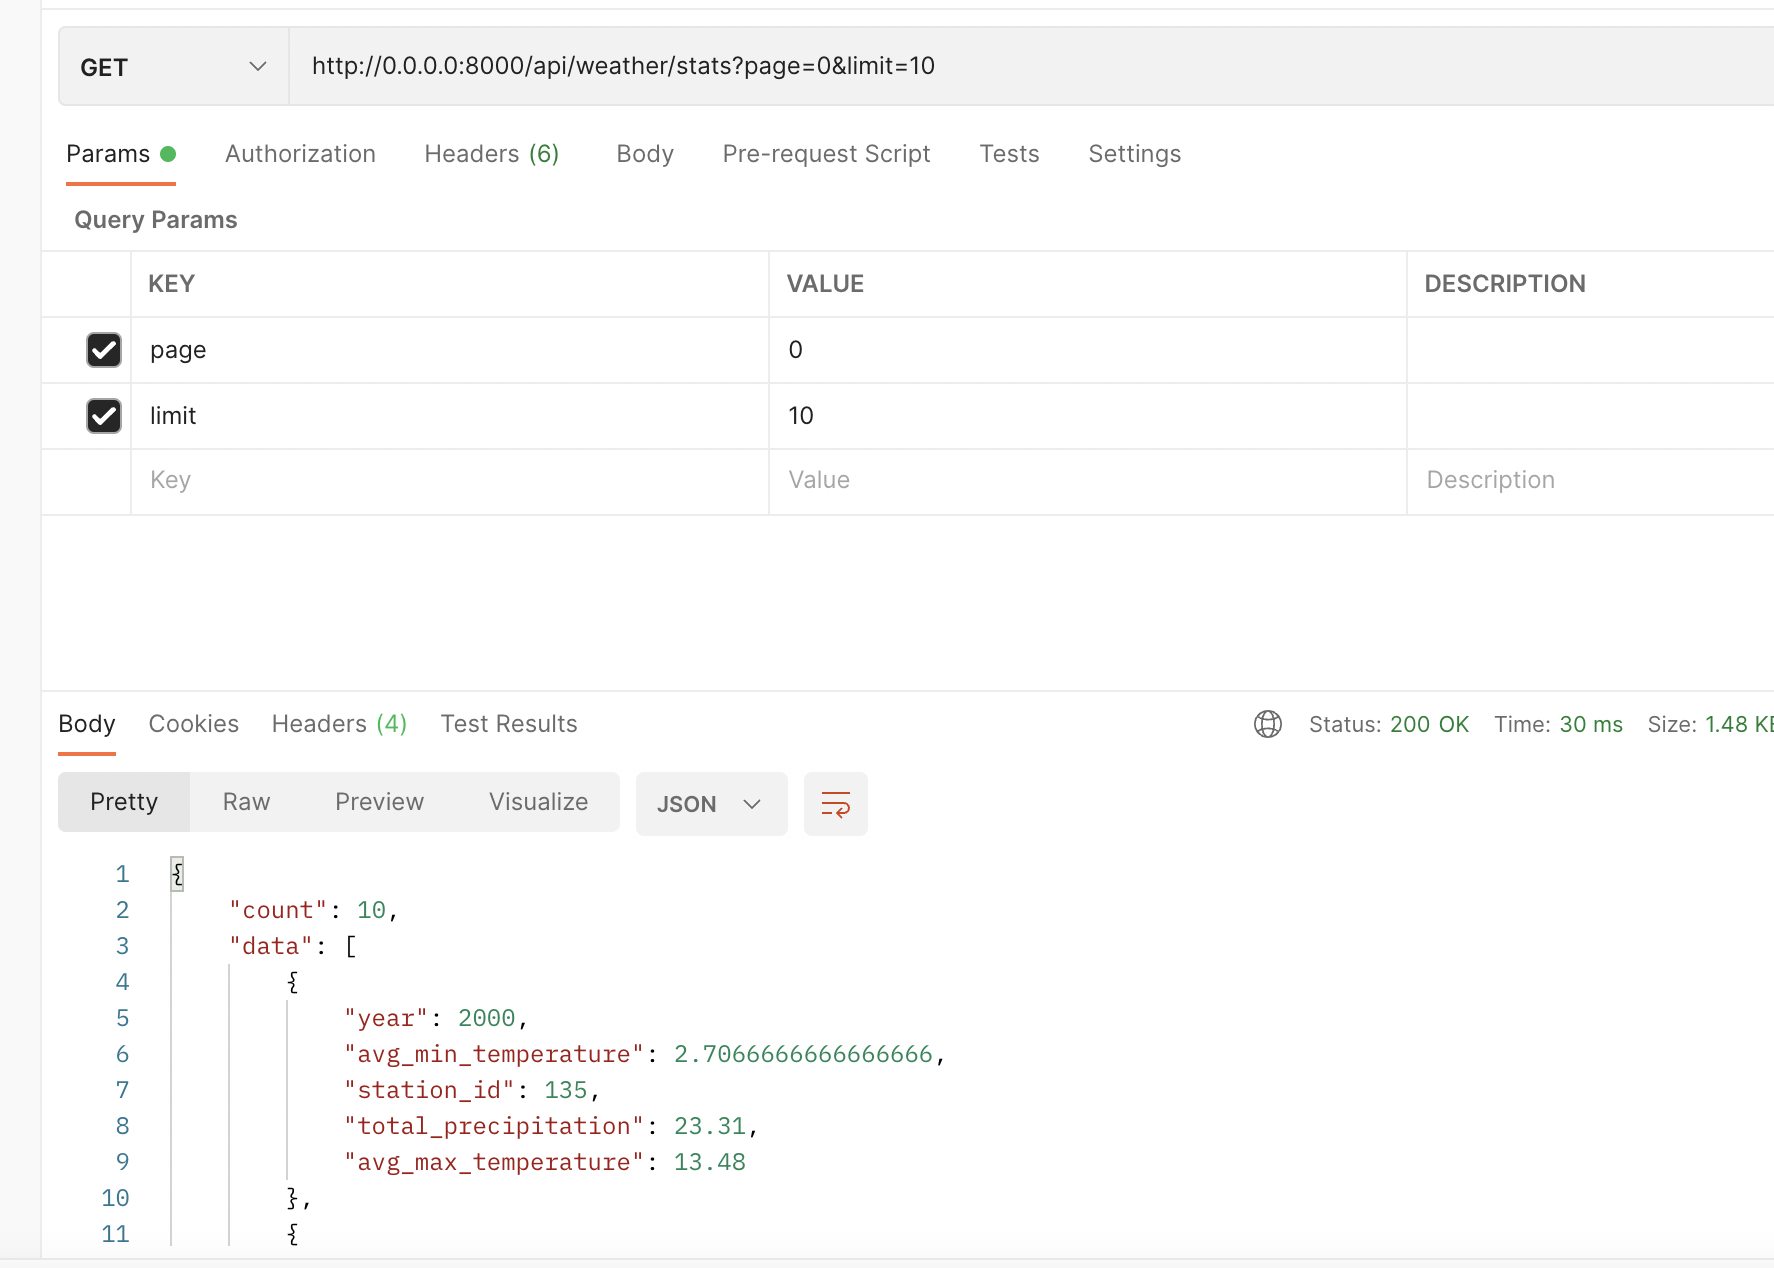 GET http://0.0.0.0:8000/api/weather/stats?page=0&limit=10
Params Authorization Headers (6) Body Pre-request Script Tests Settings
Query Params
KEY VALUE DESCRIPTION
page 0
limit 10
Key Value Description
Body Cookies Headers (4) Test Results Status: 200 OK Time: 30 ms Size: 1.48 KB
Pretty Raw Preview Visualize JSON
1 {
2 "count": 10,
3 "data": [
4 {
5 "year": 2000,
6 "avg_min_temperature": 2.7066666666666666,
7 "station_id": 135,
8 "total_precipitation": 23.31,
9 "avg_max_temperature": 13.48
10 },
11 {